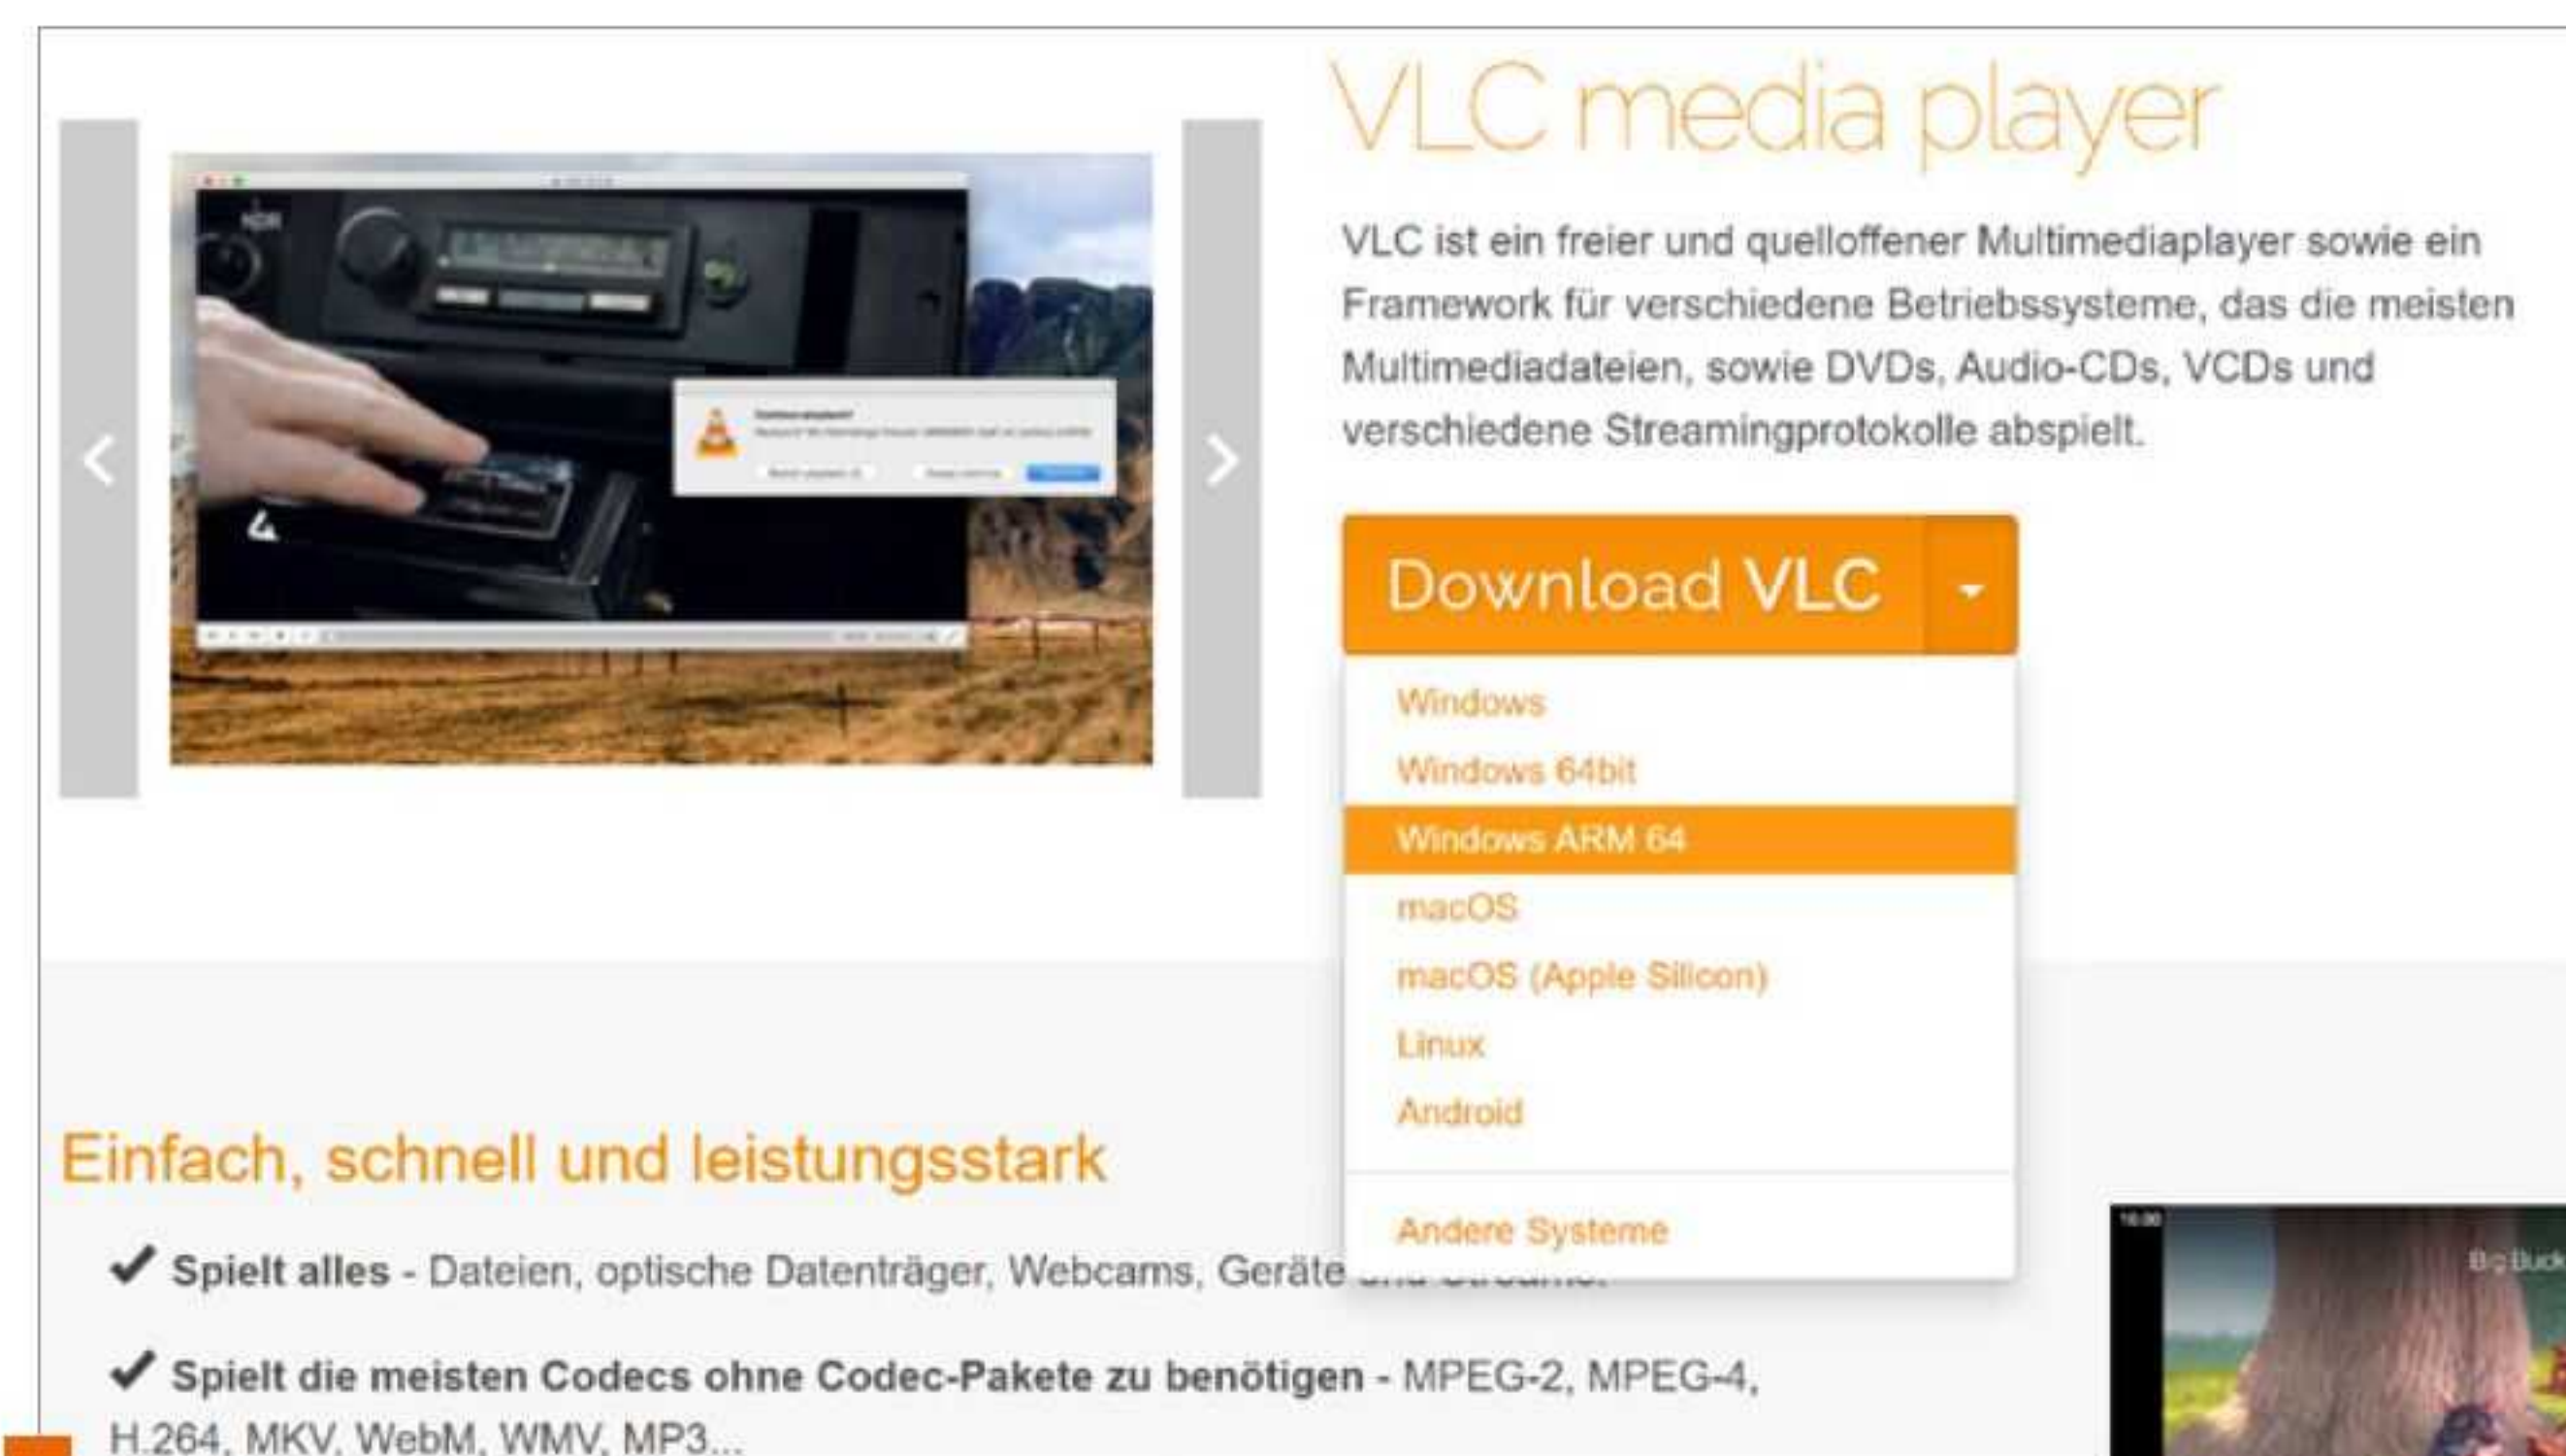 VLC media player
VLC ist ein freier und quelloffener Multimediaplayer sowie ein
Framework für verschiedene Betriebssysteme, das die meisten
Multimediadateien, sowie DVDs, Audio-CDs, VCDs und
verschiedene Streamingprotokolle abspielt.
Download VLC
Windows
Windows 64bit
Windows ARM 64
macOS
macOS (Apple Silicon)
Linux
Android
Andere Systeme
NDR
Einfach, schnell und leistungsstark
Spielt alles - Dateien, optische Datenträger, Webcams, Geräte
Spielt die meisten Codecs ohne Codec-Pakete zu benötigen - MPEG-2, MPEG-4,
H.264, MKV, WebM, WMV, MP3...
Big Buck